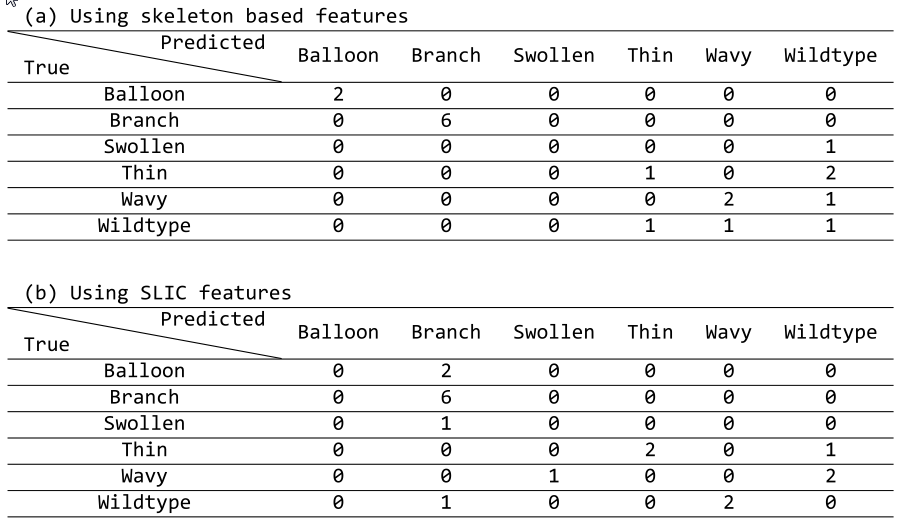 (a) Using skeleton based features
Predicted
True
Balloon Branch Swollen Thin Wavy Wildtype
Balloon 2 0 0 0 0 0
Branch 0 6 0 0 0 0
Swollen 0 0 0 0 0 1
Thin 0 0 0 1 0 2
Wavy 0 0 0 0 2 1
Wildtype 0 0 0 1 1 1
(b) Using SLIC features
Predicted
True
Balloon Branch Swollen Thin Wavy Wildtype
Balloon 0 2 0 0 0 0
Branch 0 6 0 0 0 0
Swollen 0 1 0 0 0 0
Thin 0 0 0 2 0 1
Wavy 0 0 1 0 0 2
Wildtype 0 1 0 0 2 0